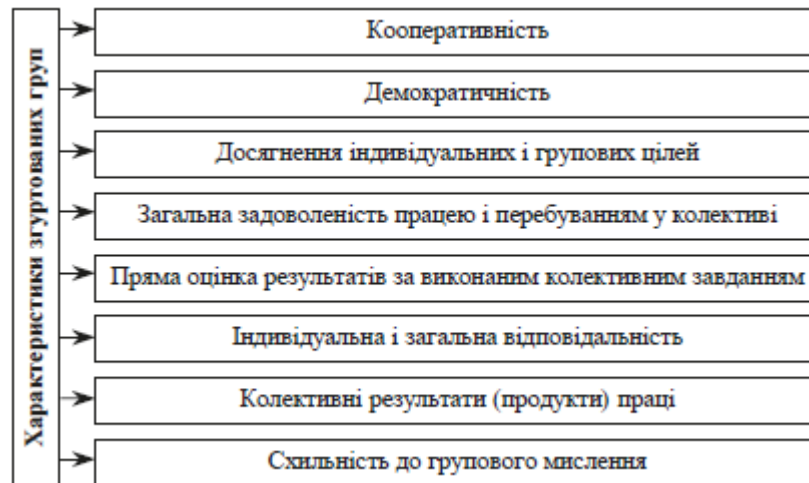 Характеристики згуртованих груп
Кооперативність
Демократичність
Досягнення індивідуальних і групових цілей
Загальна задоволеність працею і перебуванням у колективі
Пряма оцінка результатів за виконаним колективним завданням
Індивідуальна і загальна відповідальність
Колективні результати (продукти) праці
Схильність до групового мислення